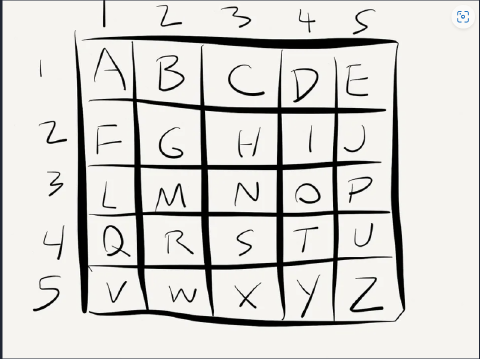 1 2 3 4 5
1 A B C D E
2 F G H I J
3 L M N O P
4 Q R S T U
5 V W X Y Z